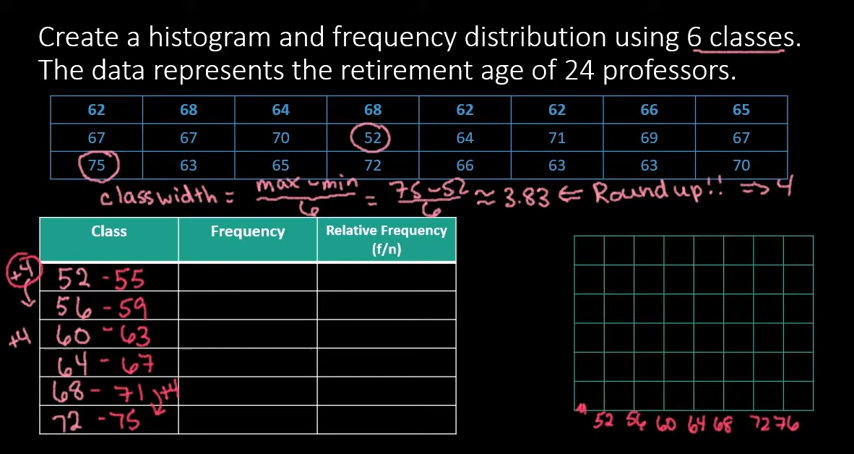 Create a histogram and frequency distribution using 6 classes.
The data represents the retirement age of 24 professors.
62 68 64 68 62 62 66 65
67 67 70 52 64 71 69 67
75 63 65 72 66 63 63 70
classwidth = max - min / 6 = 75 - 52 / 6 ≈ 3.83 ⇐ Round up!! => 4
Class Frequency Relative Frequency (f/n)
+4 52 - 55
56 - 59
+4 60 - 63
64 - 67
68 - 71 +4
72 - 75
52 56 60 64 68 72 76